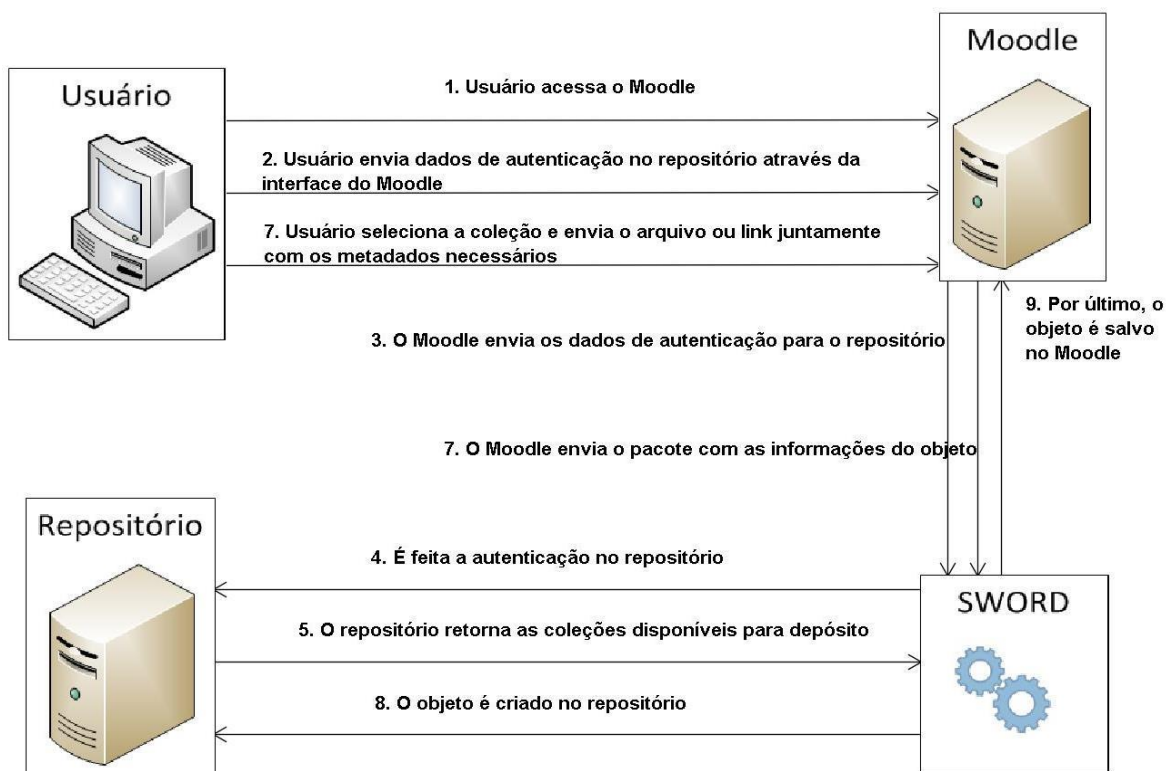 Moodle
Usuário
1. Usuário acessa o Moodle
2. Usuário envia dados de autenticação no repositório através da
interface do Moodle
7. Usuário seleciona a coleção e envia o arquivo ou link juntamente
com os metadados necessários
9. Por último, o
objeto é salvo
no Moodle
3. O Moodle envia os dados de autenticação para o repositório
7. O Moodle envia o pacote com as informações do objeto
Repositório
4. É feita a autenticação no repositório
SWORD
5. O repositório retorna as coleções disponíveis para depósito
8. O objeto é criado no repositório